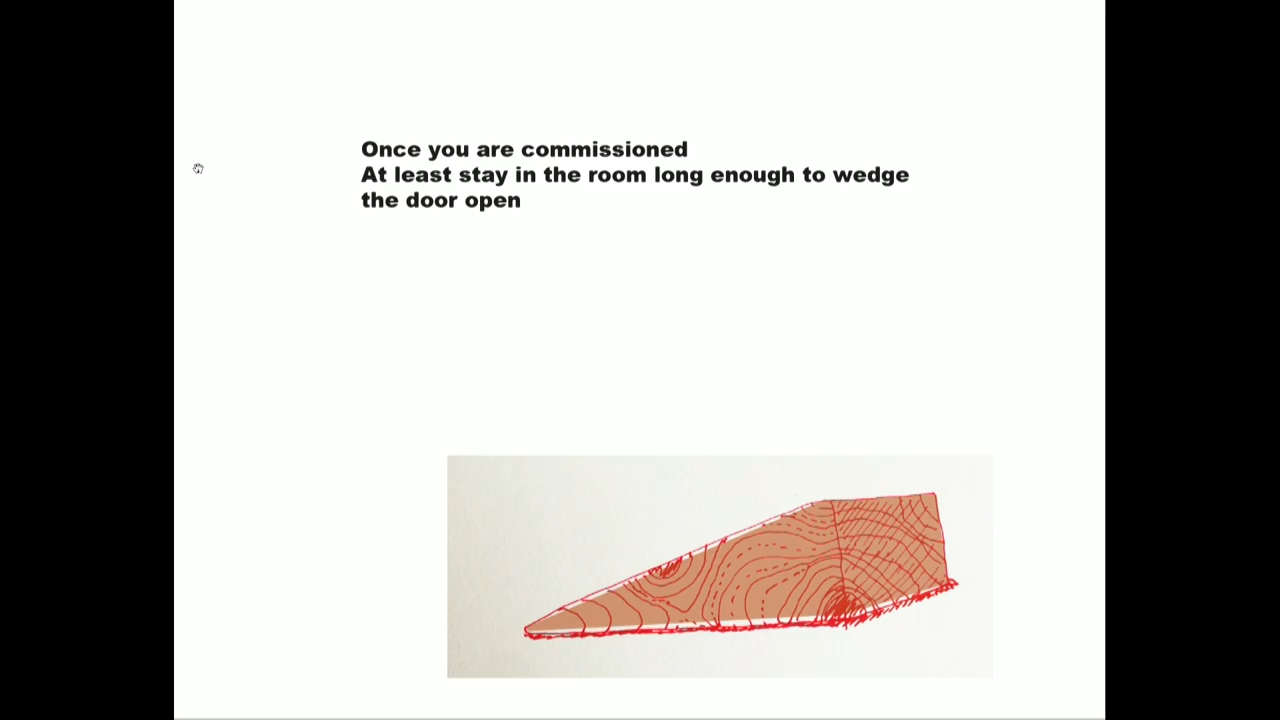 Once you are commissioned
At least stay in the room long enough to wedge
the door open